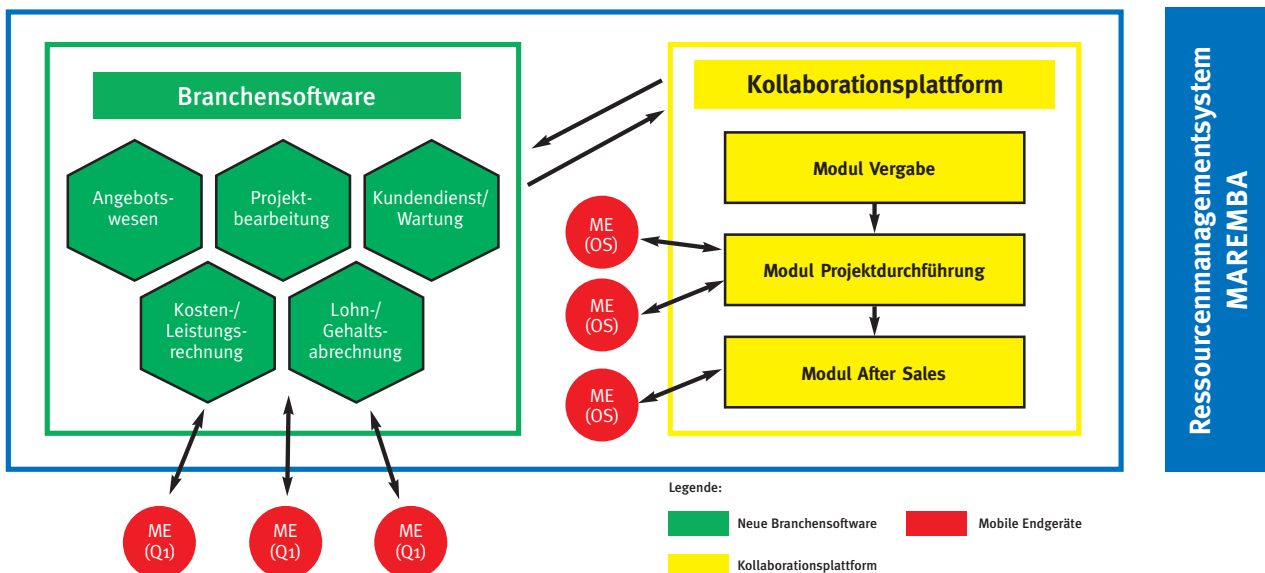 Branchensoftware
Angebots-
wesen
Projekt-
bearbeitung
Kundendienst/
Wartung
Kosten-/
Leistungs-
rechnung
Lohn-/
Gehalts-
abrechnung
ME
(Q1)
ME
(Q1)
ME
(Q1)
Kollaborationsplattform
Modul Vergabe
Modul Projektdurchführung
Modul After Sales
ME
(OS)
ME
(OS)
ME
(OS)
Ressourcenmanagementsystem
MAREMBA
Legende:
Neue Branchensoftware
Mobile Endgeräte
Kollaborationsplattform